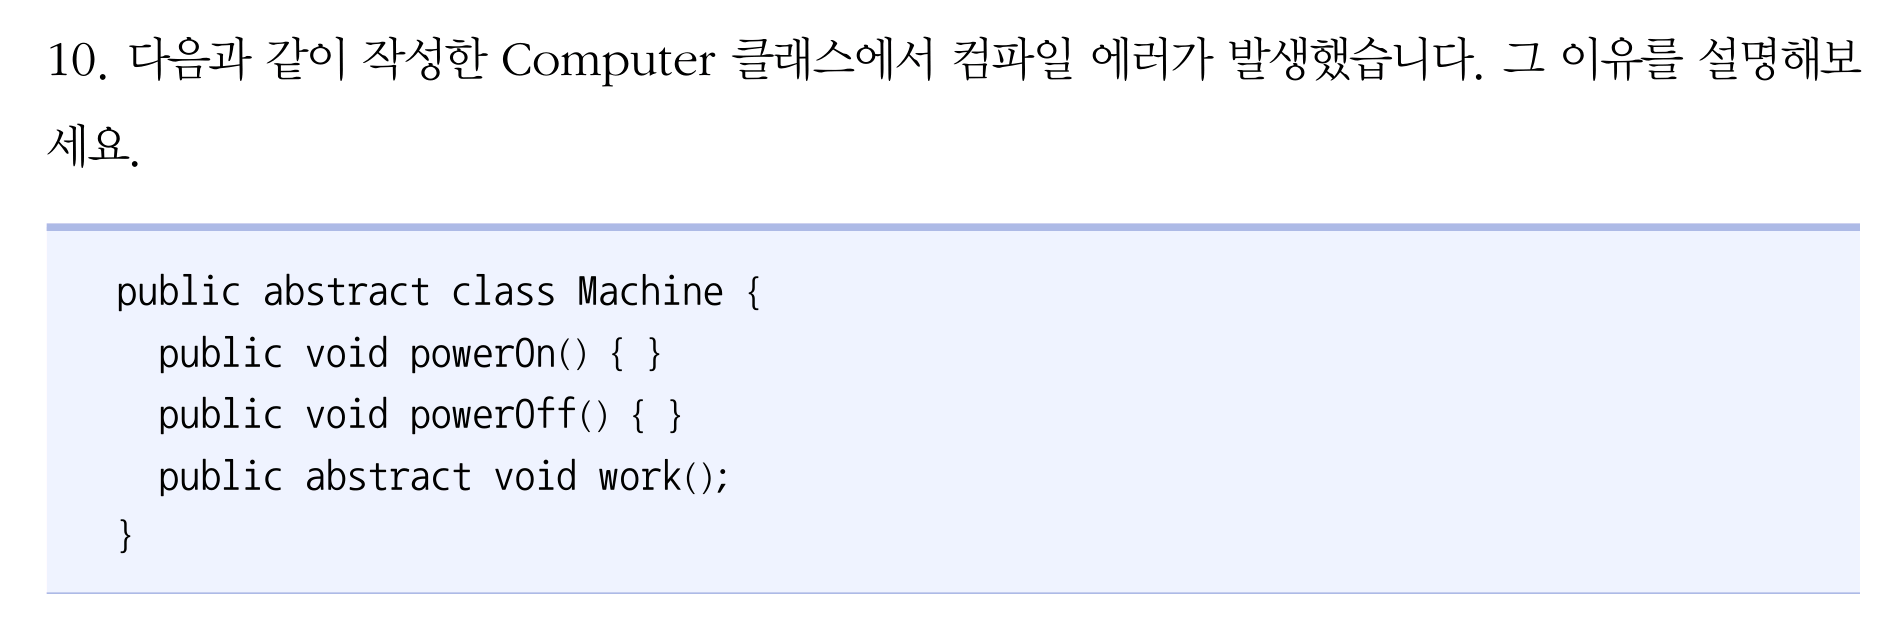 10. 다음과 같이 작성한 Computer 클래스에서 컴파일 에러가 발생했습니다. 그 이유를 설명해보
세요.
public abstract class Machine {
public void powerOn() { }
public void powerOff() { }
public abstract void work();
}